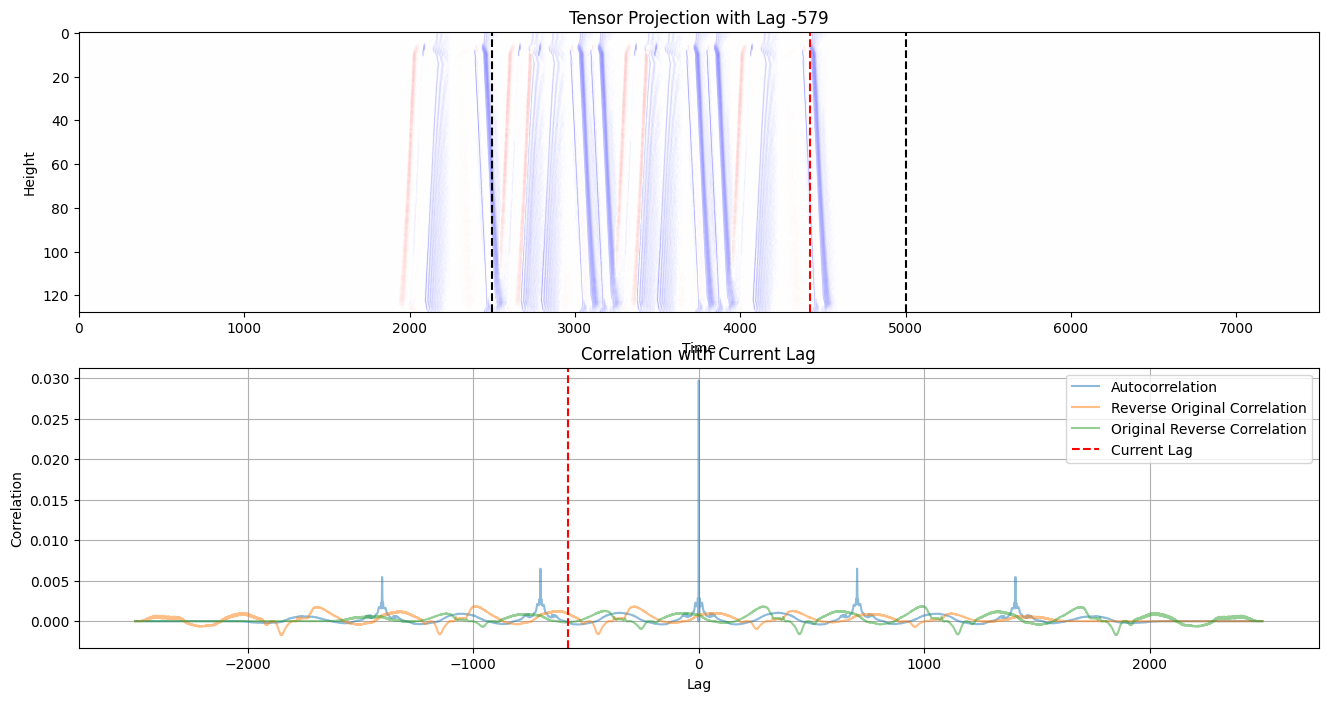 Tensor Projection with Lag -579
Height
0
20
40
60
80
100
120
0 1000 2000 3000 4000 5000 6000 7000
Time
Correlation with Current Lag
Correlation
0.030
0.025
0.020
0.015
0.010
0.005
0.000
Autocorrelation
Reverse Original Correlation
Original Reverse Correlation
Current Lag
−2000 −1000 0 1000 2000
Lag